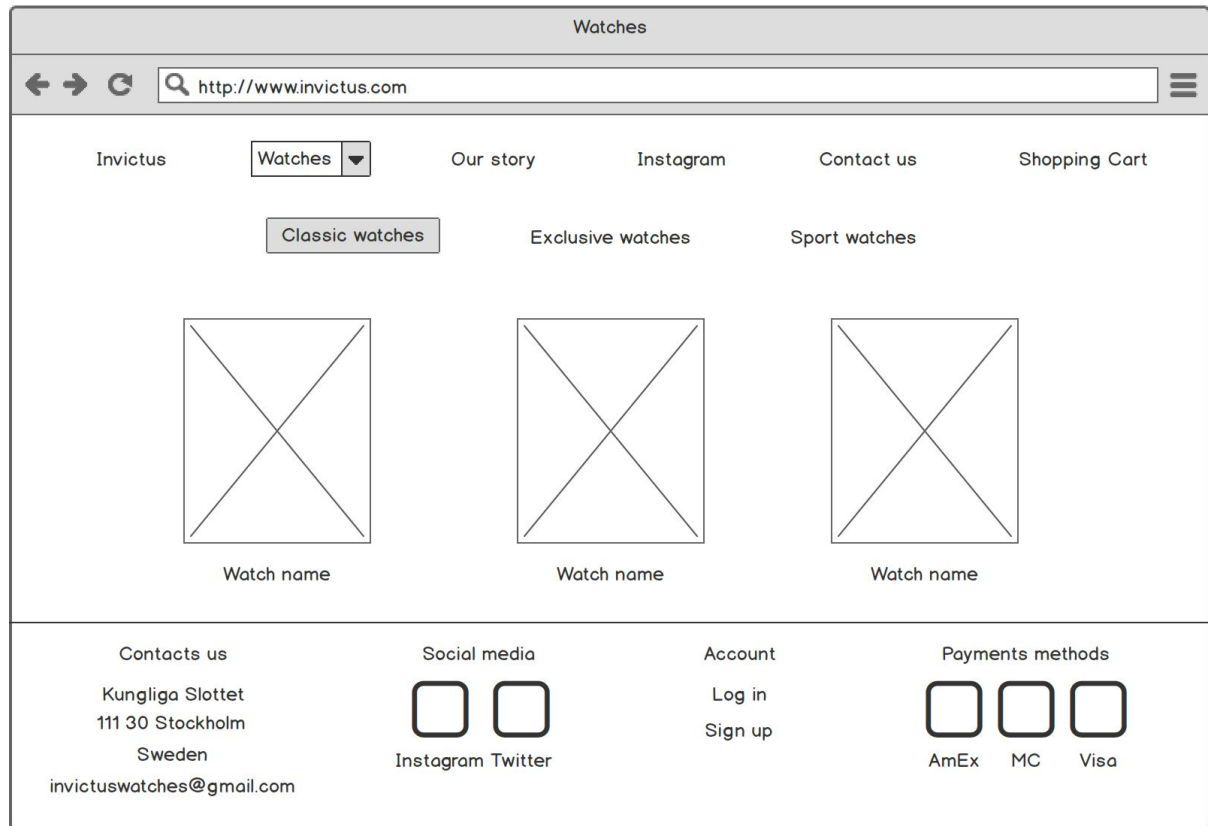 Watches
http://www.invictus.com
Invictus Watches Our story Instagram Contact us Shopping Cart
Classic watches Exclusive watches Sport watches
Watch name Watch name Watch name
Contacts us
Kungliga Slottet
111 30 Stockholm
Sweden
invictuswatches@gmail.com
Social media
Instagram Twitter
Account
Log in
Sign up
Payments methods
AmEx MC Visa